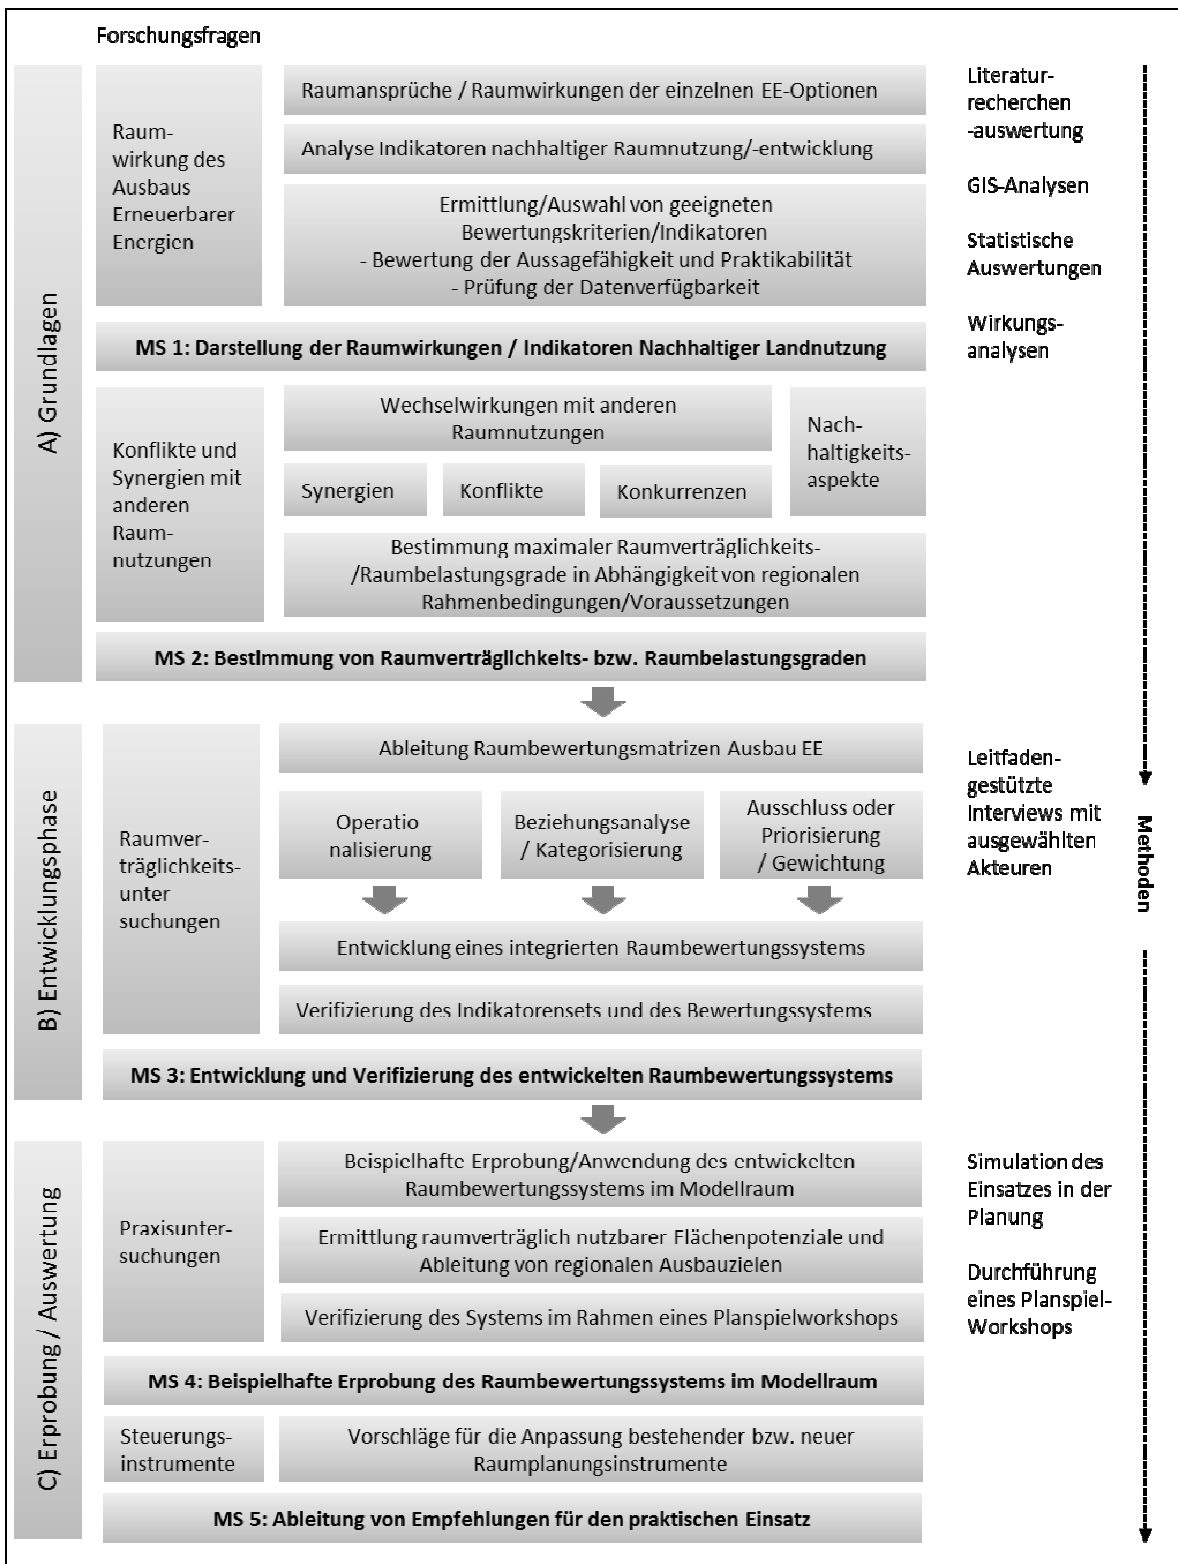 Forschungsfragen
A) Grundlagen
Raum-
wirkung des
Ausbaus
Erneuerbarer
Energien
Raumansprüche / Raumwirkungen der einzelnen EE-Optionen
Analyse Indikatoren nachhaltiger Raumnutzung/-entwicklung
Ermittlung/Auswahl von geeigneten
Bewertungskriterien/Indikatoren
- Bewertung der Aussagefähigkeit und Praktikabilität
- Prüfung der Datenverfügbarkeit
Literatur-
recherchen
-auswertung
GIS-Analysen
Statistische
Auswertungen
Wirkungs-
analysen
MS 1: Darstellung der Raumwirkungen / Indikatoren Nachhaltiger Landnutzung
Konflikte und
Synergien mit
anderen
Raum-
nutzungen
Wechselwirkungen mit anderen
Raumnutzungen
Nach-
haltigkeits-
aspekte
Synergien
Konflikte
Konkurrenzen
Bestimmung maximaler Raumverträglichkeits-
/Raumbelastungsgrade in Abhängigkeit von regionalen
Rahmenbedingungen/Voraussetzungen
MS 2: Bestimmung von Raumverträglichkeits- bzw. Raumbelastungsgraden
B) Entwicklungsphase
Raumver-
träglichkeits-
unter
suchungen
Ableitung Raumbewertungsmatrizen Ausbau EE
Operatio
nalisierung
Beziehungsanalyse
/ Kategorisierung
Ausschluss oder
Priorisierung
/ Gewichtung
Entwicklung eines integrierten Raumbewertungssystems
Verifizierung des Indikatorensets und des Bewertungssystems
Leitfaden-
gestützte
Interviews mit
ausgewählten
Akteuren
Methoden
MS 3: Entwicklung und Verifizierung des entwickelten Raumbewertungssystems
C) Erprobung / Auswertung
Praxisunter-
suchungen
Beispielhafte Erprobung/Anwendung des entwickelten
Raumbewertungssystems im Modellraum
Ermittlung raumverträglich nutzbarer Flächenpotenziale und
Ableitung von regionalen Ausbauzielen
Verifizierung des Systems im Rahmen eines Planspielworkshops
Simulation des
Einsatzes in der
Planung
Durchführung
eines Planspiel-
Workshops
MS 4: Beispielhafte Erprobung des Raumbewertungssystems im Modellraum
Steuerungs-
instrumente
Vorschläge für die Anpassung bestehender bzw. neuer
Raumplanungsinstrumente
MS 5: Ableitung von Empfehlungen für den praktischen Einsatz